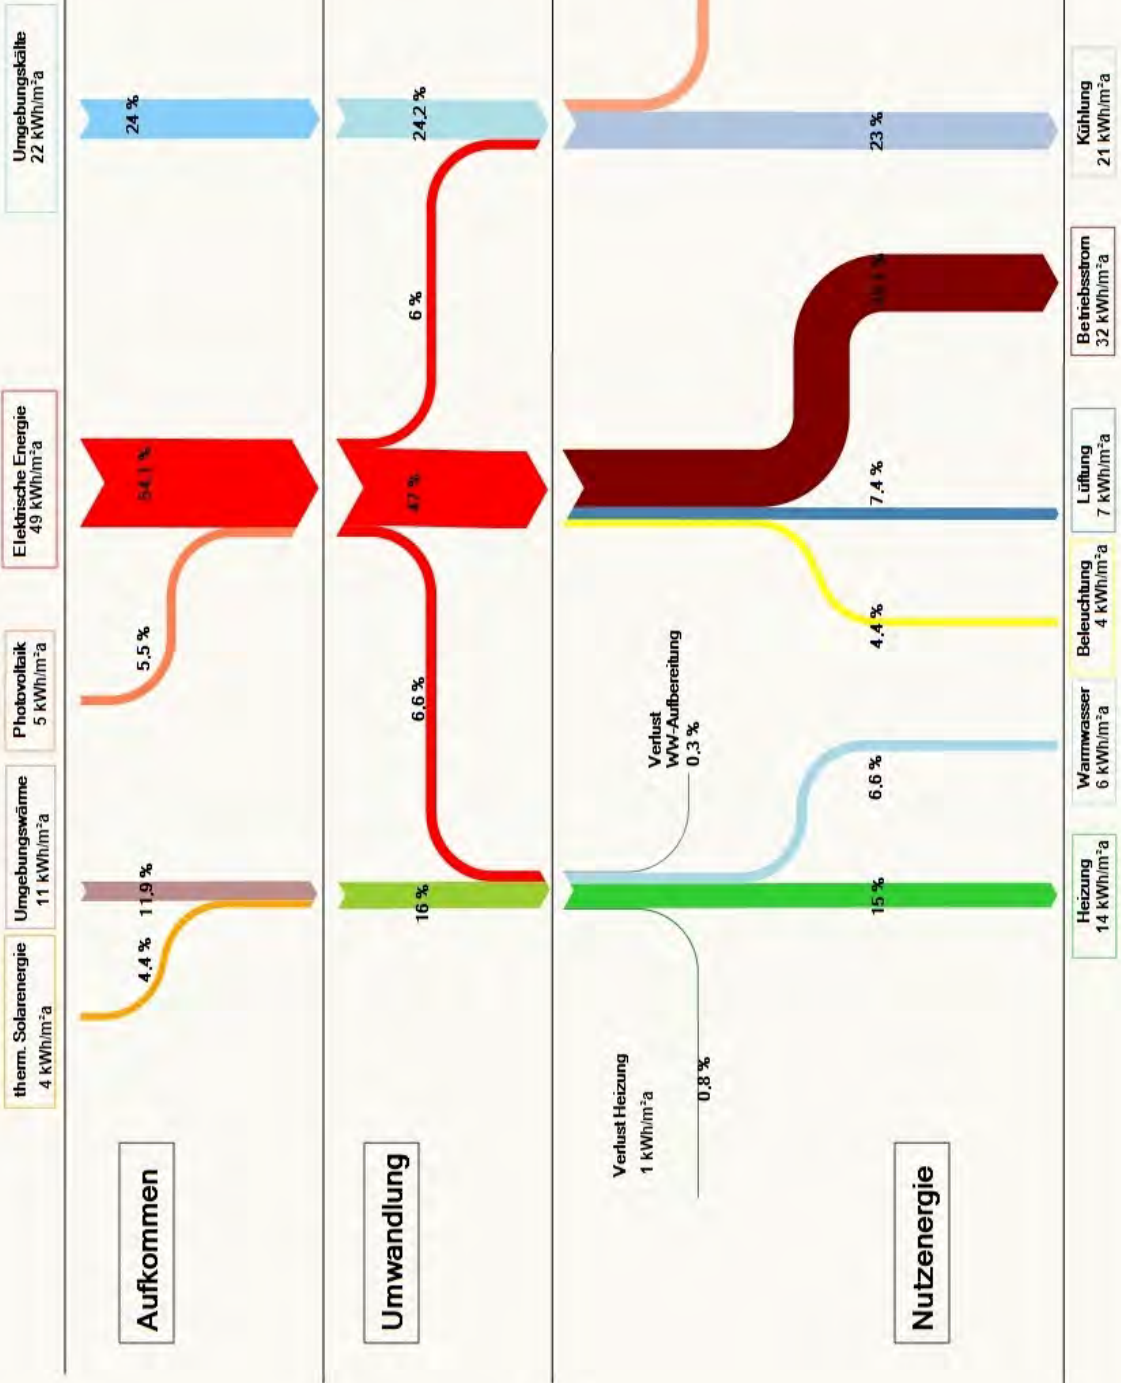 therm. Solarenergie
4 kWh/m²a
Umgebungswärme
11 kWh/m²a
Photovoltaik
5 kWh/m²a
Elektrische Energie
49 kWh/m²a
Umgebungskälte
22 kWh/m²a
Aufkommen
4.4 %
11.9 %
5.5 %
54.1 %
24 %
Umwandlung
16 %
6.6 %
47 %
6 %
24.2 %
Verlust Heizung
1 kWh/m²a
0.8 %
Verlust
WW-Aufbereitung
0.3 %
Nutzenergie
15 %
6.6 %
4.4 %
7.4 %
23 %
Heizung
14 kWh/m²a
Warmwasser
6 kWh/m²a
Beleuchtung
4 kWh/m²a
Lüftung
7 kWh/m²a
Betriebsstrom
32 kWh/m²a
Kühlung
21 kWh/m²a